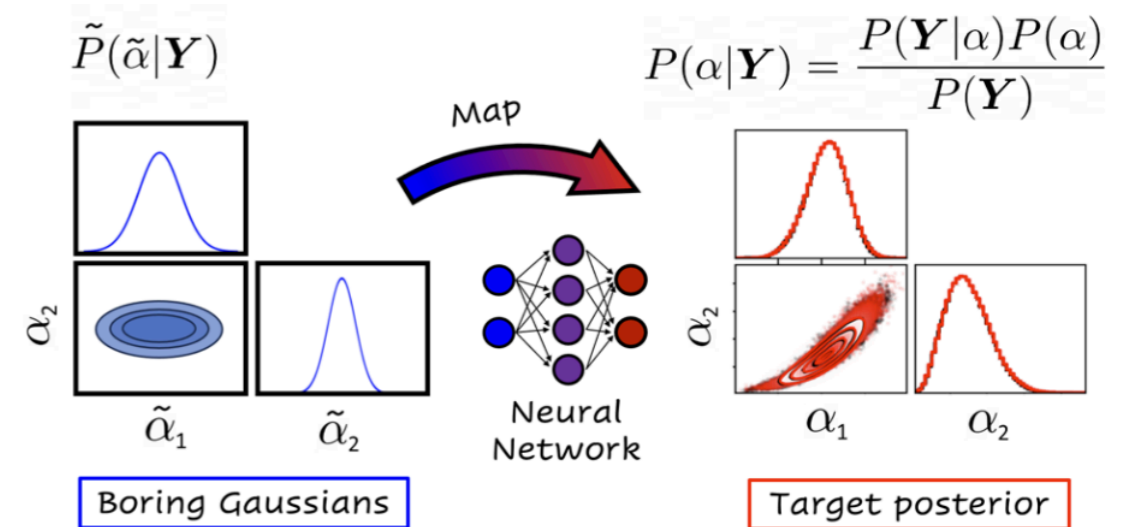 P̃(α̃|Y)
P(α|Y) = P(Y|α)P(α) / P(Y)
Map
α₂
α̃₁
α̃₂
Neural
Network
α₂
α₁
α₂
Boring Gaussians
Target posterior